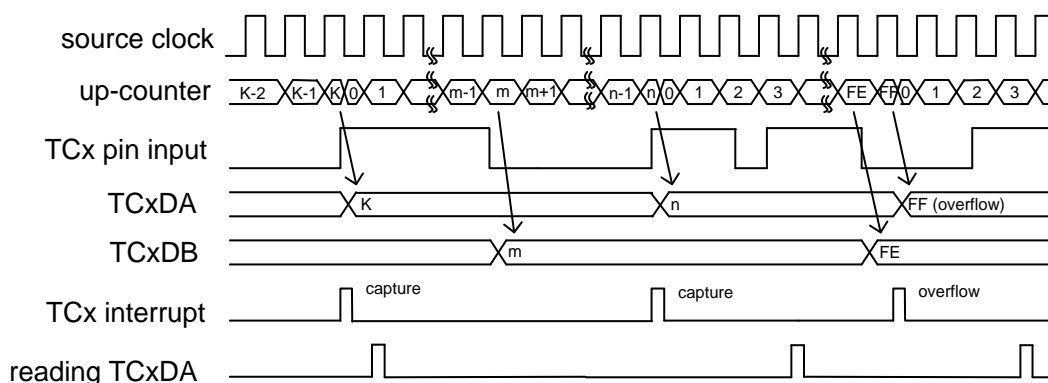 source clock
up-counter K-2 K-1 K 0 1 m-1 m m+1 n-1 n 0 1 2 3 FE FF 0 1 2 3
TCx pin input
TCxDA K n FF (overflow)
TCxDB m FE
TCx interrupt capture capture overflow
reading TCxDA